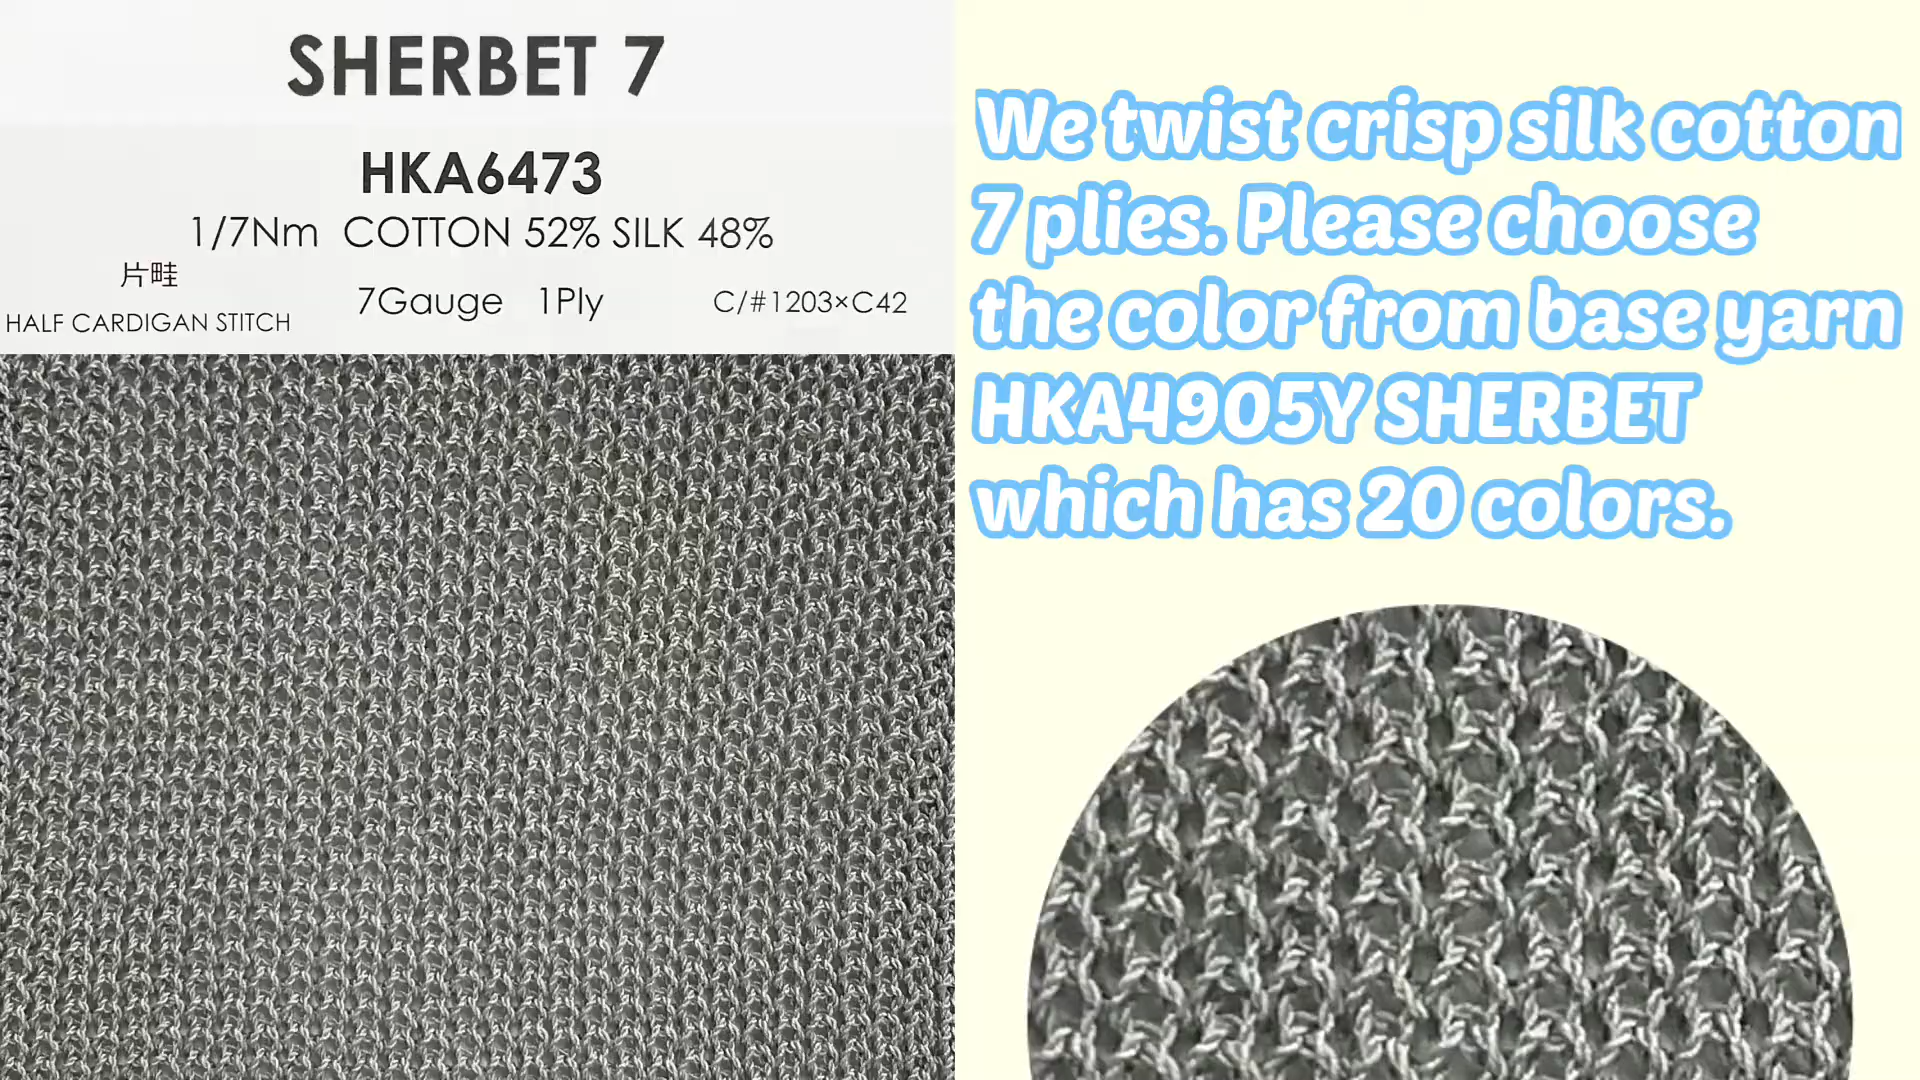 SHERBET 7
HKA6473
1/7Nm COTTON 52% SILK 48%
片畦
HALF CARDIGAN STITCH
7Gauge 1Ply
C/#1203×C42
We twist crisp silk cotton
7 plies. Please choose
the color from base yarn
HKA4905Y SHERBET
which has 20 colors.